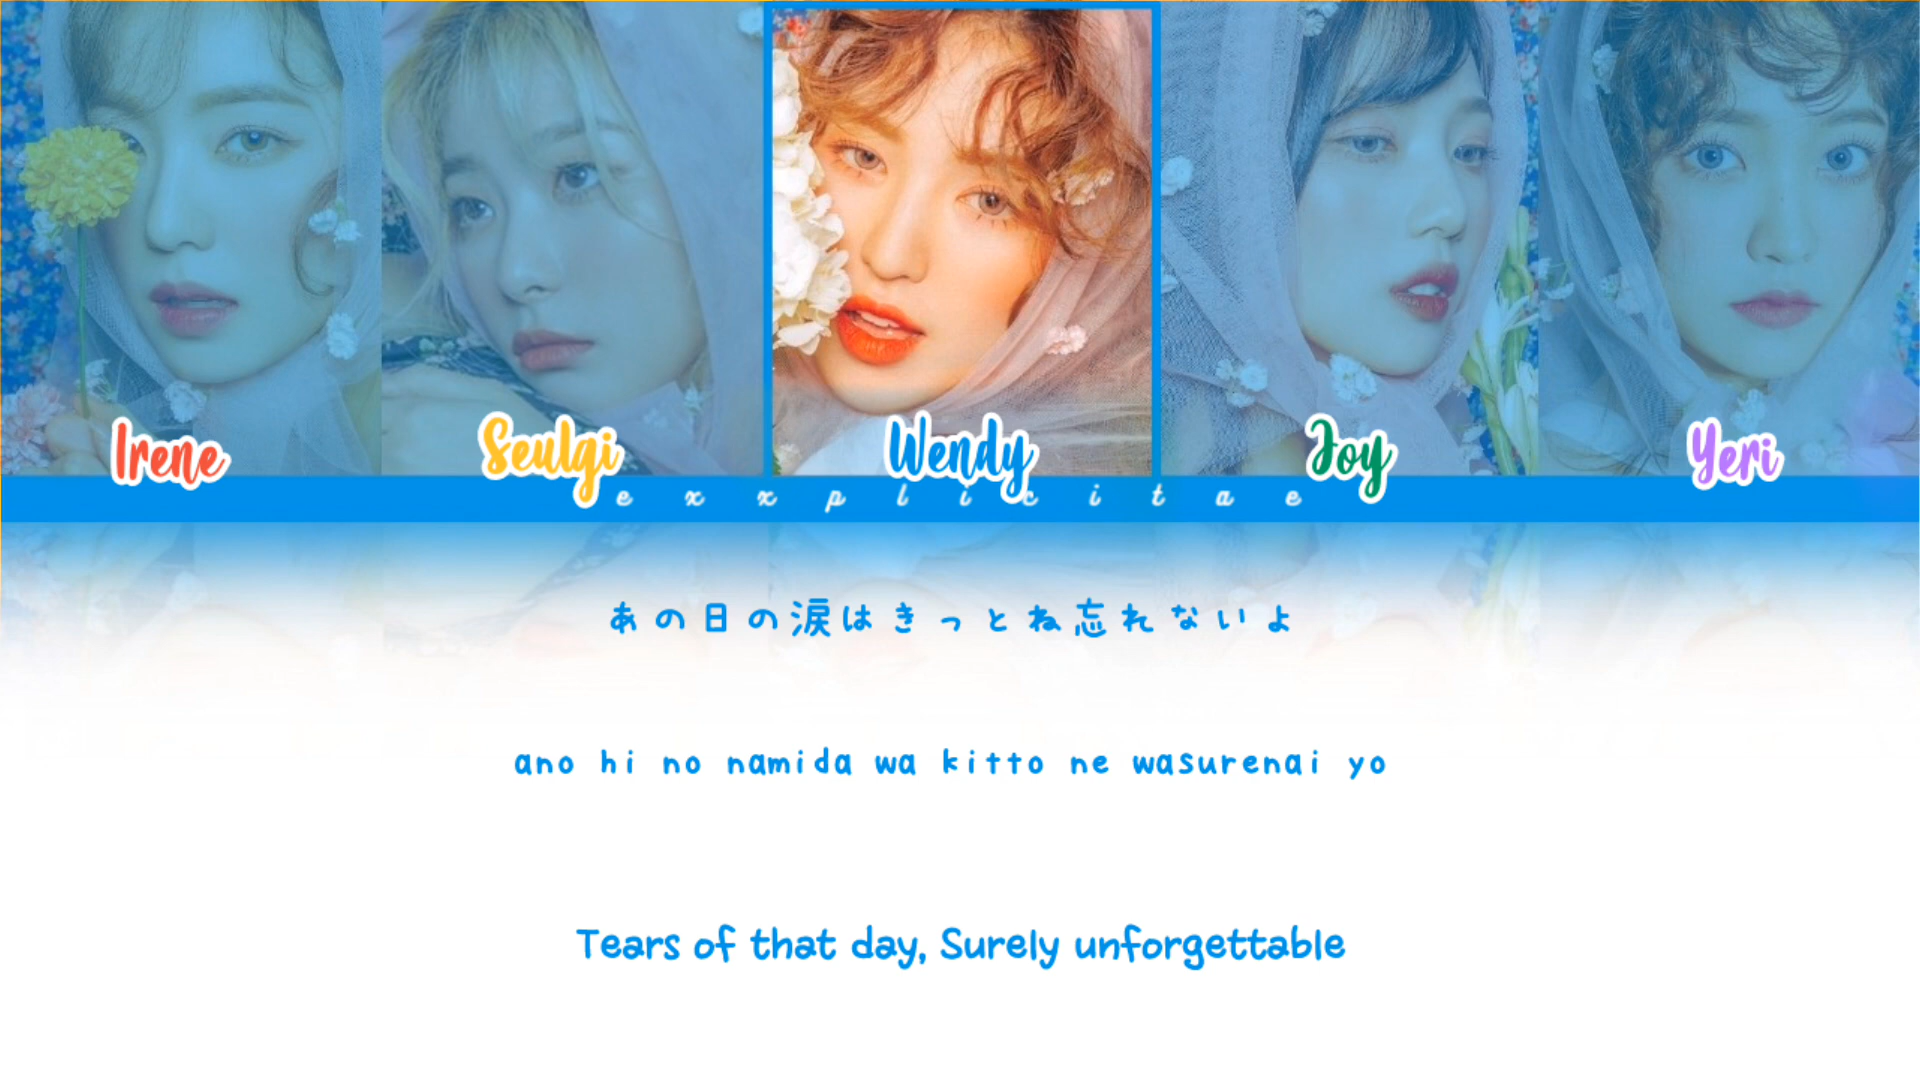 Irene Seulgi Wendy Joy Yeri
exxplicitae
あの日の涙はきっとね忘れないよ
ano hi no namida wa kitto ne wasurenai yo
Tears of that day, Surely unforgettable